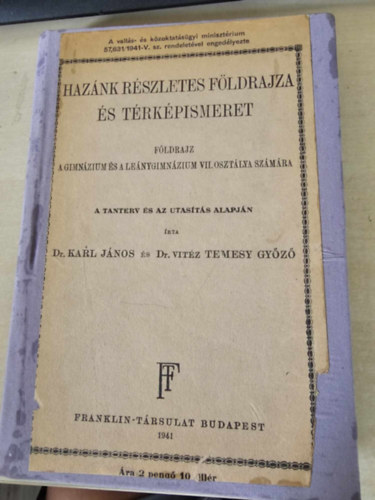 A vallás- és közoktatásügyi minisztérium
57,631/1941-V. sz. rendeletével engedélyezte
HAZÁNK RÉSZLETES FÖLDRAJZA
ÉS TÉRKÉPISMERET
FÖLDRAJZ
A GIMNÁZIUM ÉS A LEÁNYGIMNÁZIUM VII. OSZTÁLYA SZÁMÁRA
A TANTERV ÉS AZ UTASÍTÁS ALAPJÁN
ÍRTA
Dr. KARL JÁNOS ÉS Dr. VITÉZ TEMESY GYŐZŐ
FT
FRANKLIN-TÁRSULAT BUDAPEST
1941
Ára 2 pengő 10 fillér